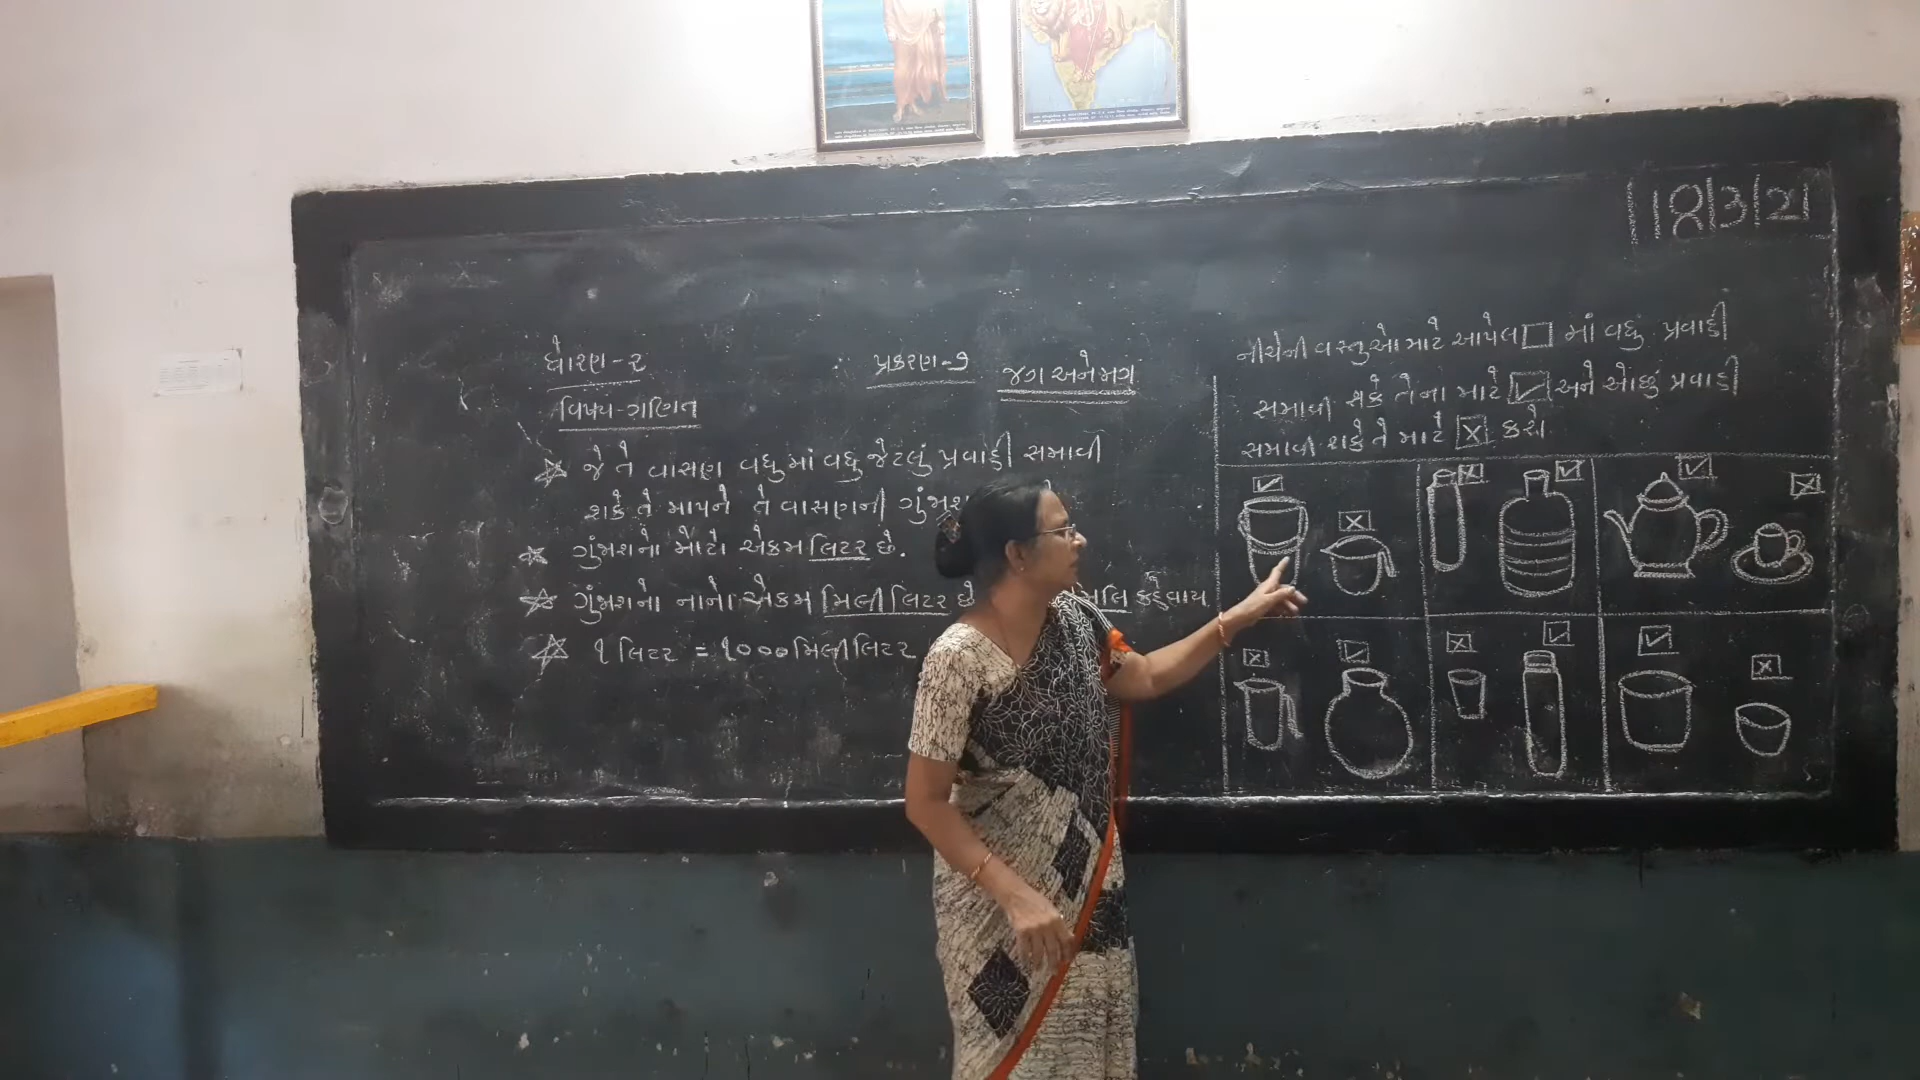 ૧૭/૩/૨૧
ધોરણ-૨
પ્રકરણ-૭ જગ અને મગ
વિષય-ગણિત
જે તે વાસણ વધુમાં વધુ જેટલું પ્રવાહી સમાવી
શકે તે માપને તે વાસણની
ગુંજાશનો મોટો એકમ લિટર છે.
ગુંજાશનો નાનો એકમ મિલીલિટર છે મિલિ કહેવાય
૧ લિટર = ૧૦૦૦ મિલીલિટર
નીચેની વસ્તુઓ માટે આપેલ □ માં વધુ પ્રવાહી
સમાવી શકે તેના માટે ☑ અને ઓછું પ્રવાહી
સમાવી શકે તે માટે ☒ કરો